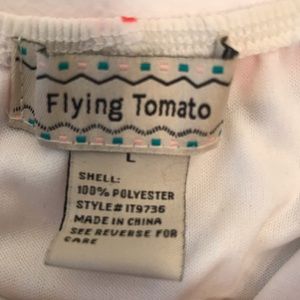 Flying Tomato
L
SHELL:
100% POLYESTER
STYLE# IT9736
MADE IN CHINA
SEE REVERSE FOR
CARE